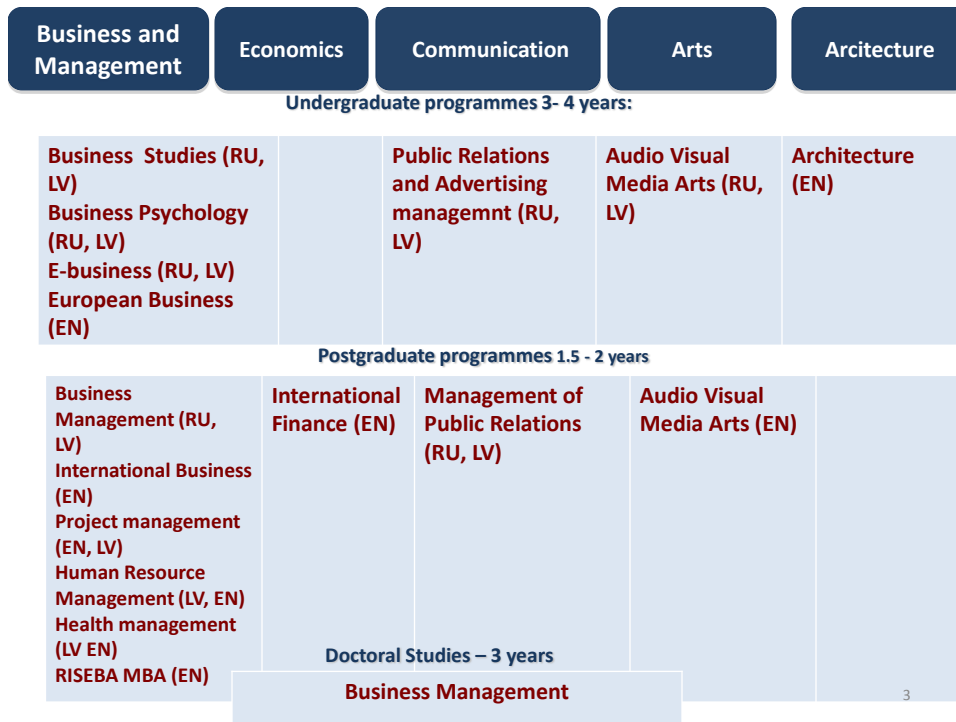 Business and
Management
Economics
Communication
Arts
Arcitecture
Undergraduate programmes 3- 4 years:
Business  Studies (RU,
LV)
Business Psychology
(RU, LV)
E-business (RU, LV)
European Business
(EN)
Public Relations
and Advertising
managemnt (RU,
LV)
Audio Visual
Media Arts (RU,
LV)
Architecture
(EN)
Postgraduate programmes 1.5 - 2 years
Business
Management (RU,
LV)
International Business
(EN)
Project management
(EN, LV)
Human Resource
Management (LV, EN)
Health management
(LV EN)
RISEBA MBA (EN)
International
Finance (EN)
Management of
Public Relations
(RU, LV)
Audio Visual
Media Arts (EN)
Doctoral Studies – 3 years
Business Management
3